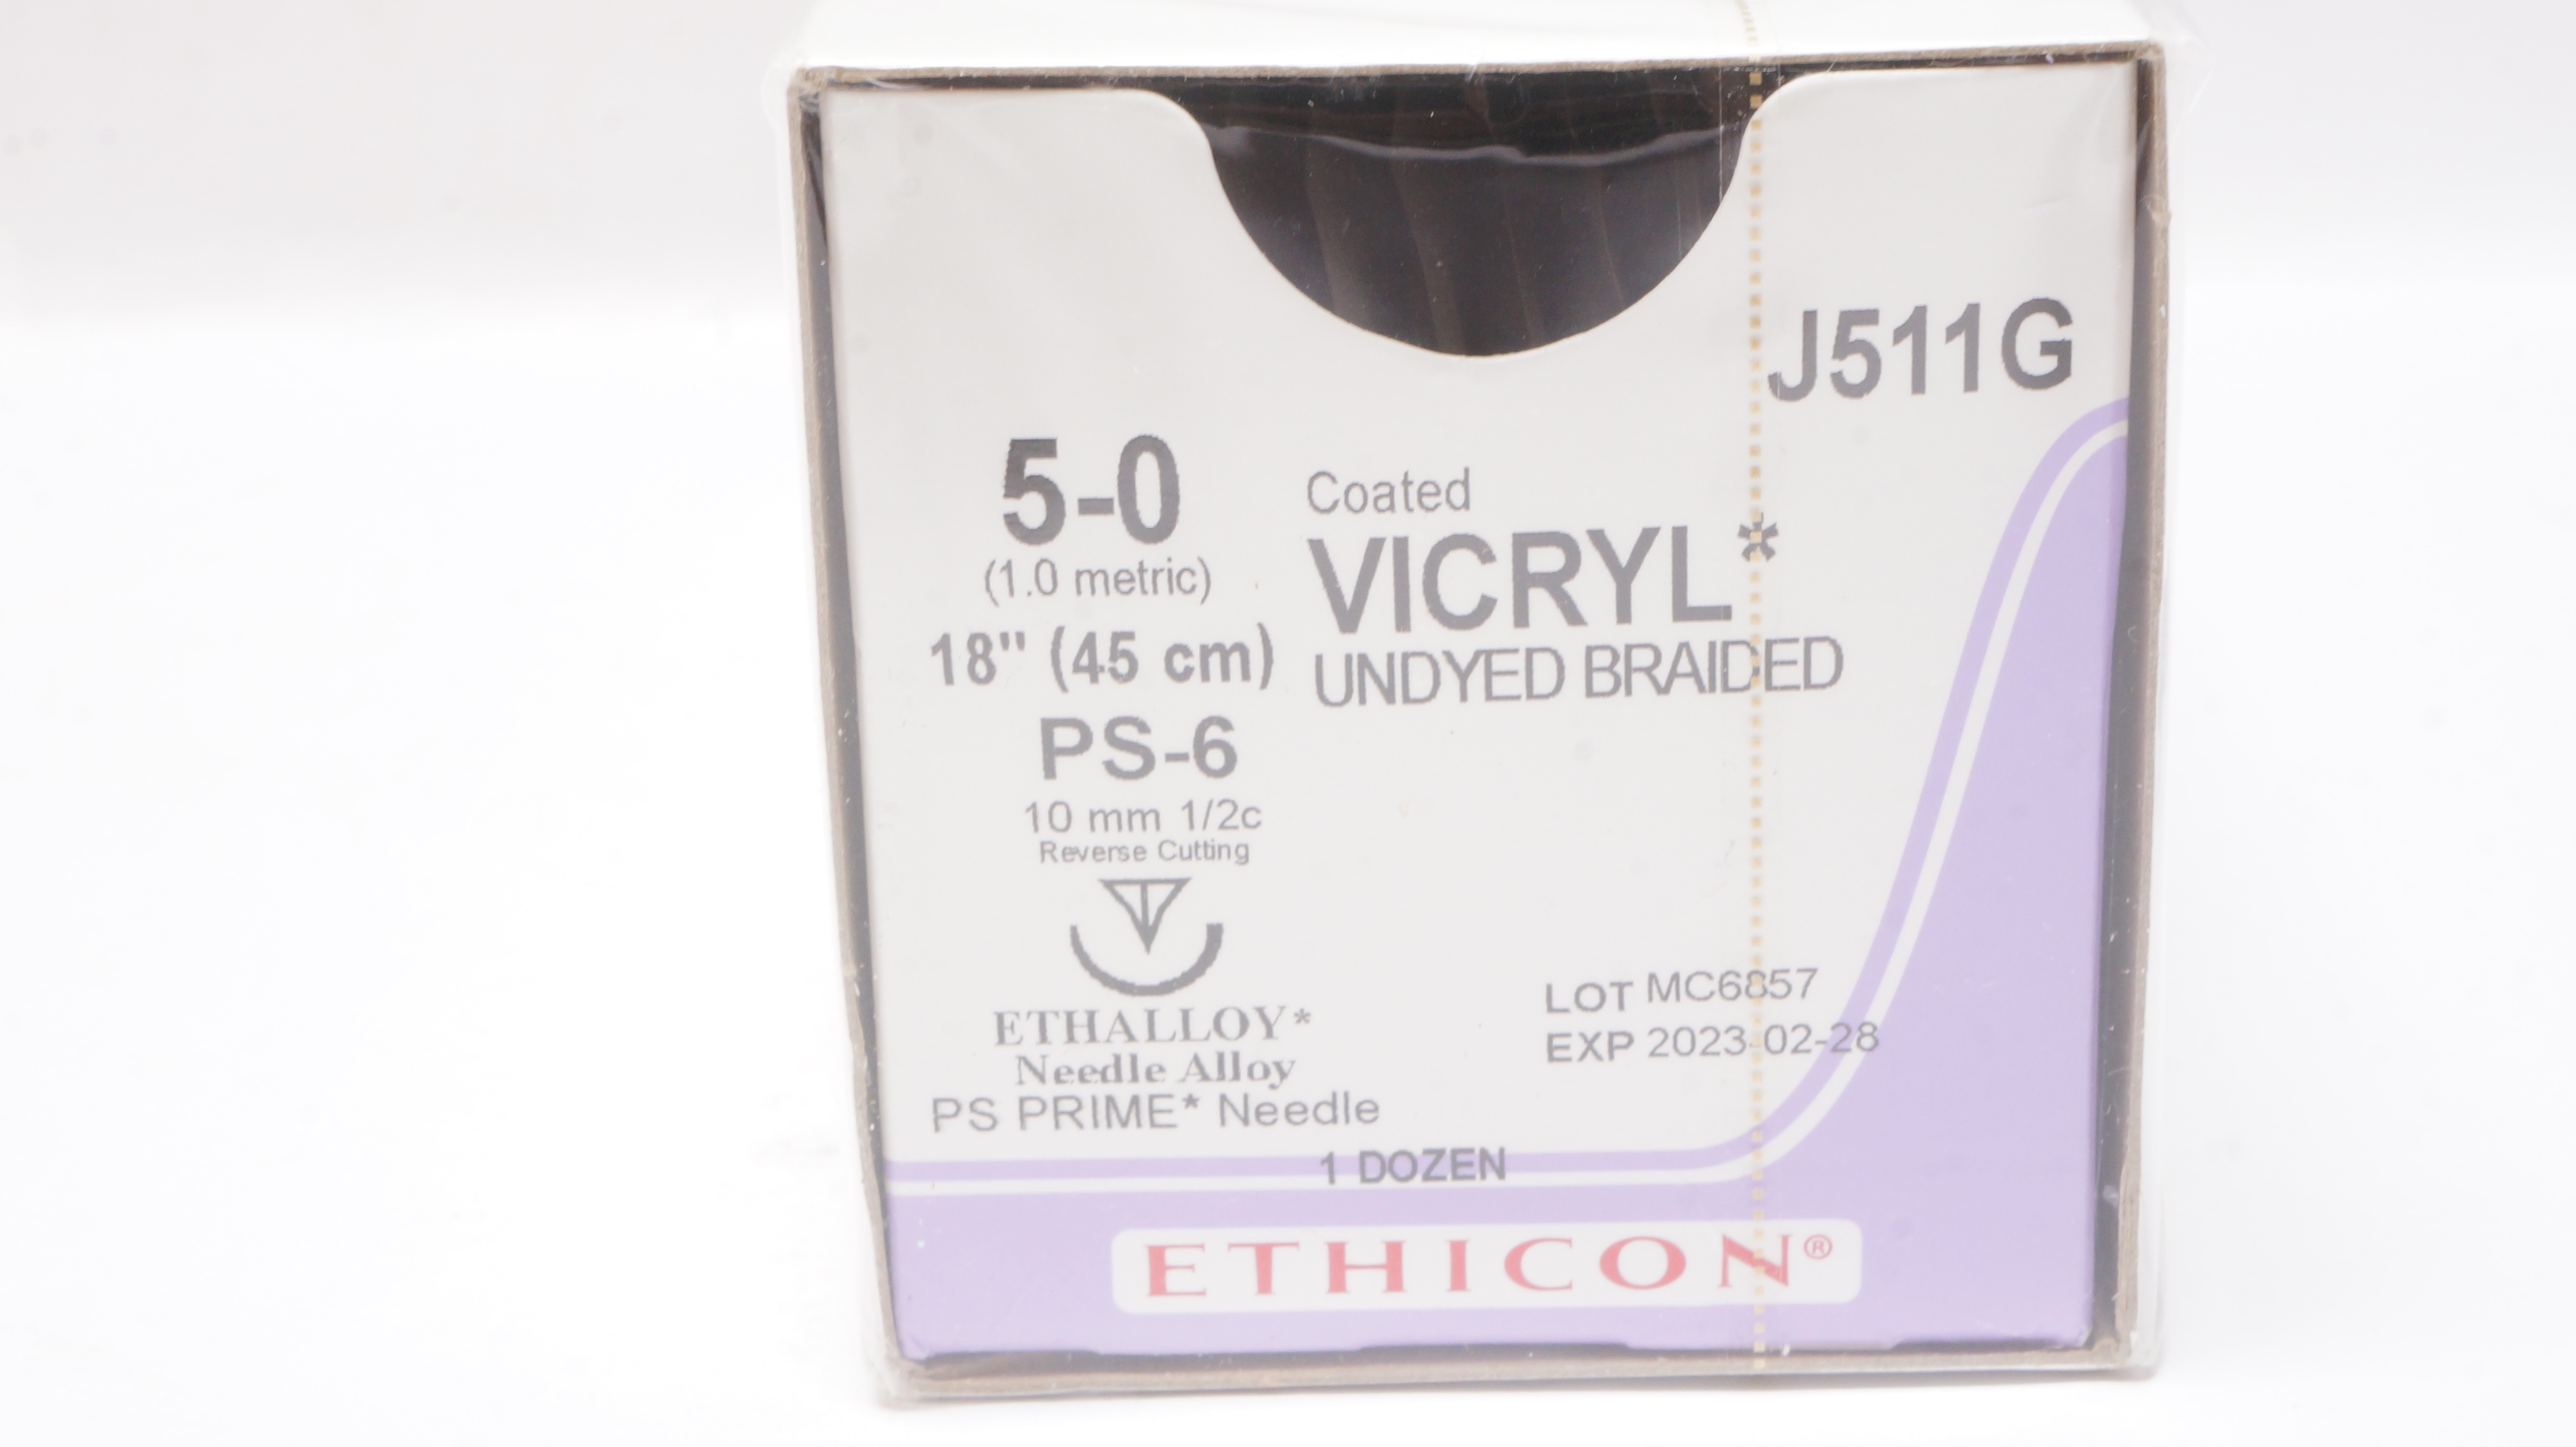 J511G
5-0
(1.0 metric)
18" (45 cm)
PS-6
10 mm 1/2c
Reverse Cutting
ETHALLOY*
Needle Alloy
PS PRIME* Needle
Coated
VICRYL*
UNDYED BRAIDED
LOT MC6857
EXP 2023-02-28
1 DOZEN
ETHICON®